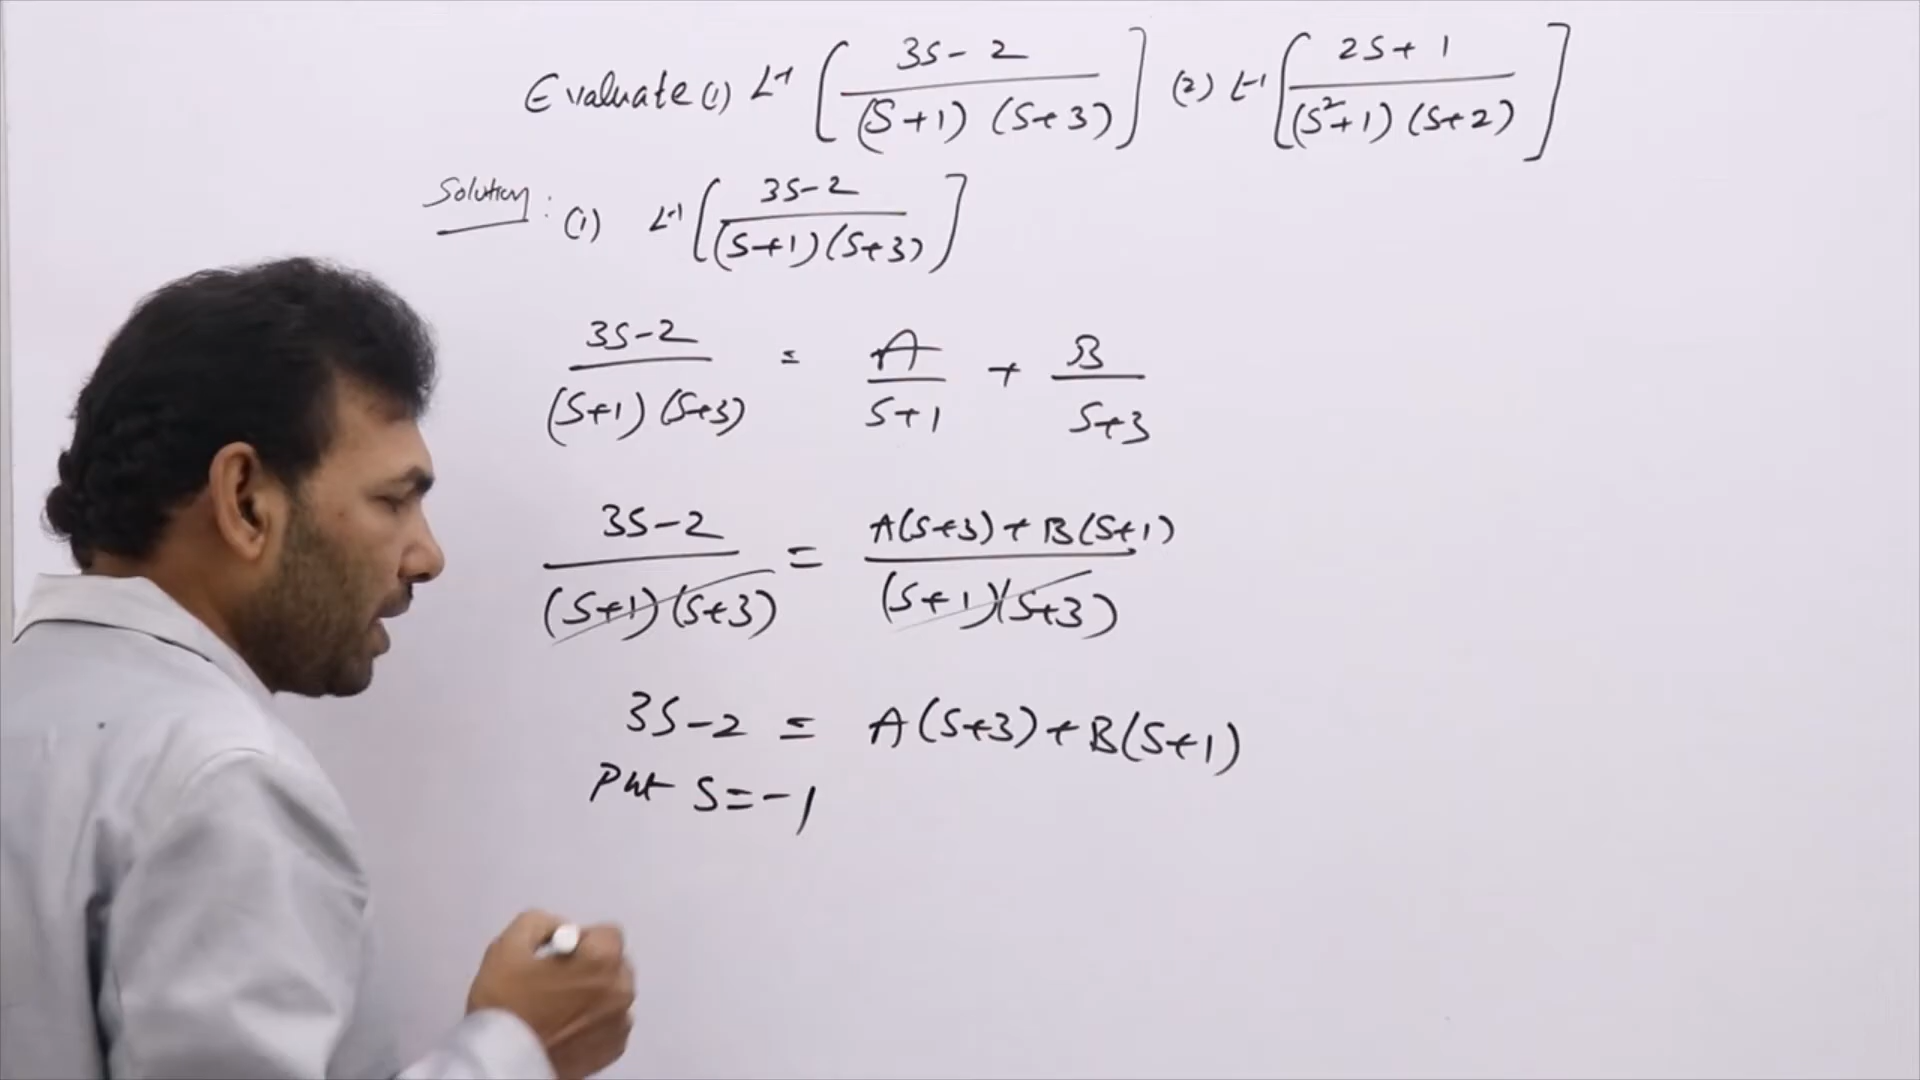 Evaluate (1) L⁻¹ [ 3S-2 / (S+1) (S+3) ] (2) L⁻¹ [ 2S+1 / (S²+1) (S+2) ]
Solution : (1) L⁻¹ [ 3S-2 / (S+1)(S+3) ]
3S-2 / (S+1)(S+3) = A / S+1 + B / S+3
3S-2 / (S+1)(S+3) = A(S+3)+B(S+1) / (S+1)(S+3)
3S-2 = A(S+3)+B(S+1)
Put S=-1